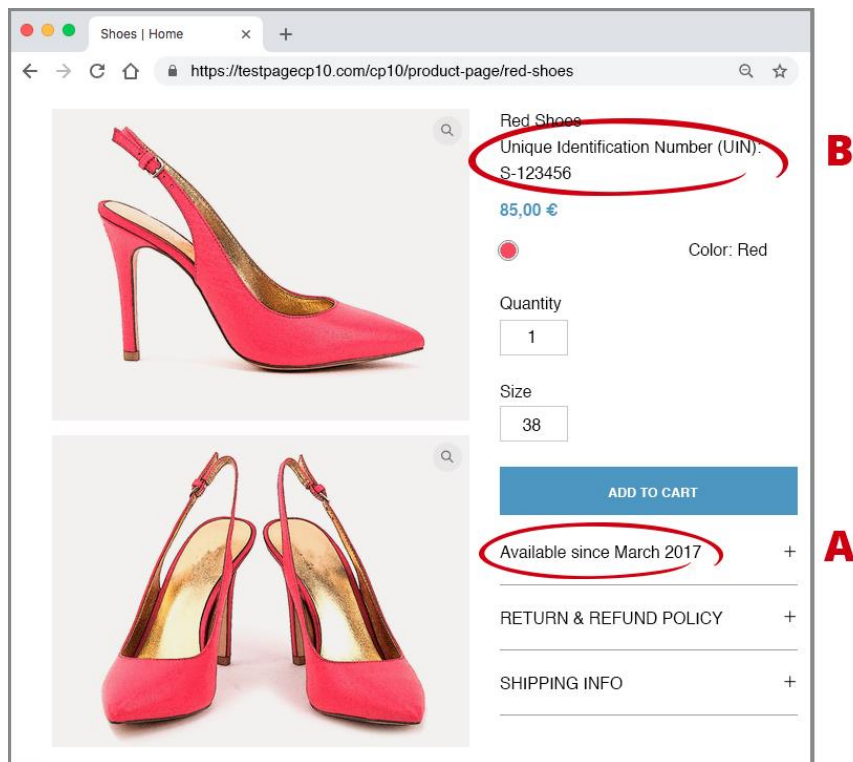 Shoes | Home
https://testpagecp10.com/cp10/product-page/red-shoes
Red Shoes
Unique Identification Number (UIN):
S-123456
B
85,00 €
Color: Red
Quantity
1
Size
38
ADD TO CART
Available since March 2017
A
RETURN & REFUND POLICY
SHIPPING INFO